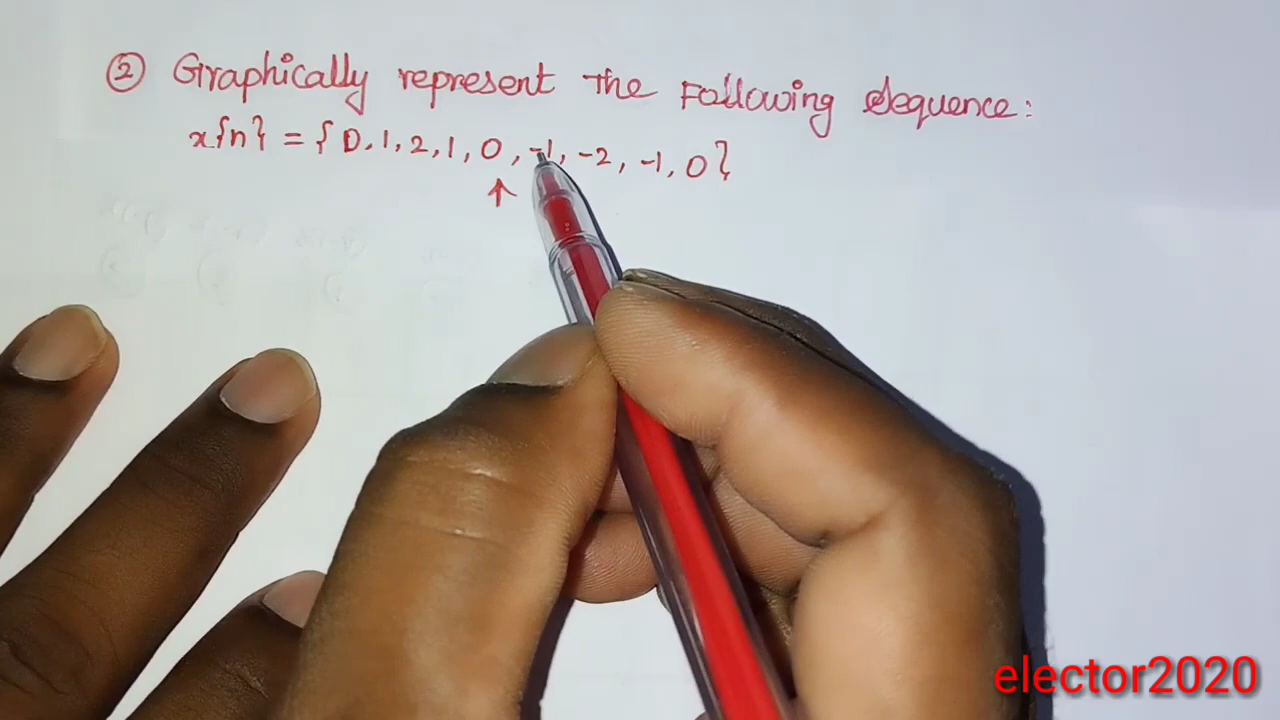 ② Graphically represent the Following Sequence:
x{n} = {0,1,2,1,0,-1,-2,-1,0}
↑
elector2020